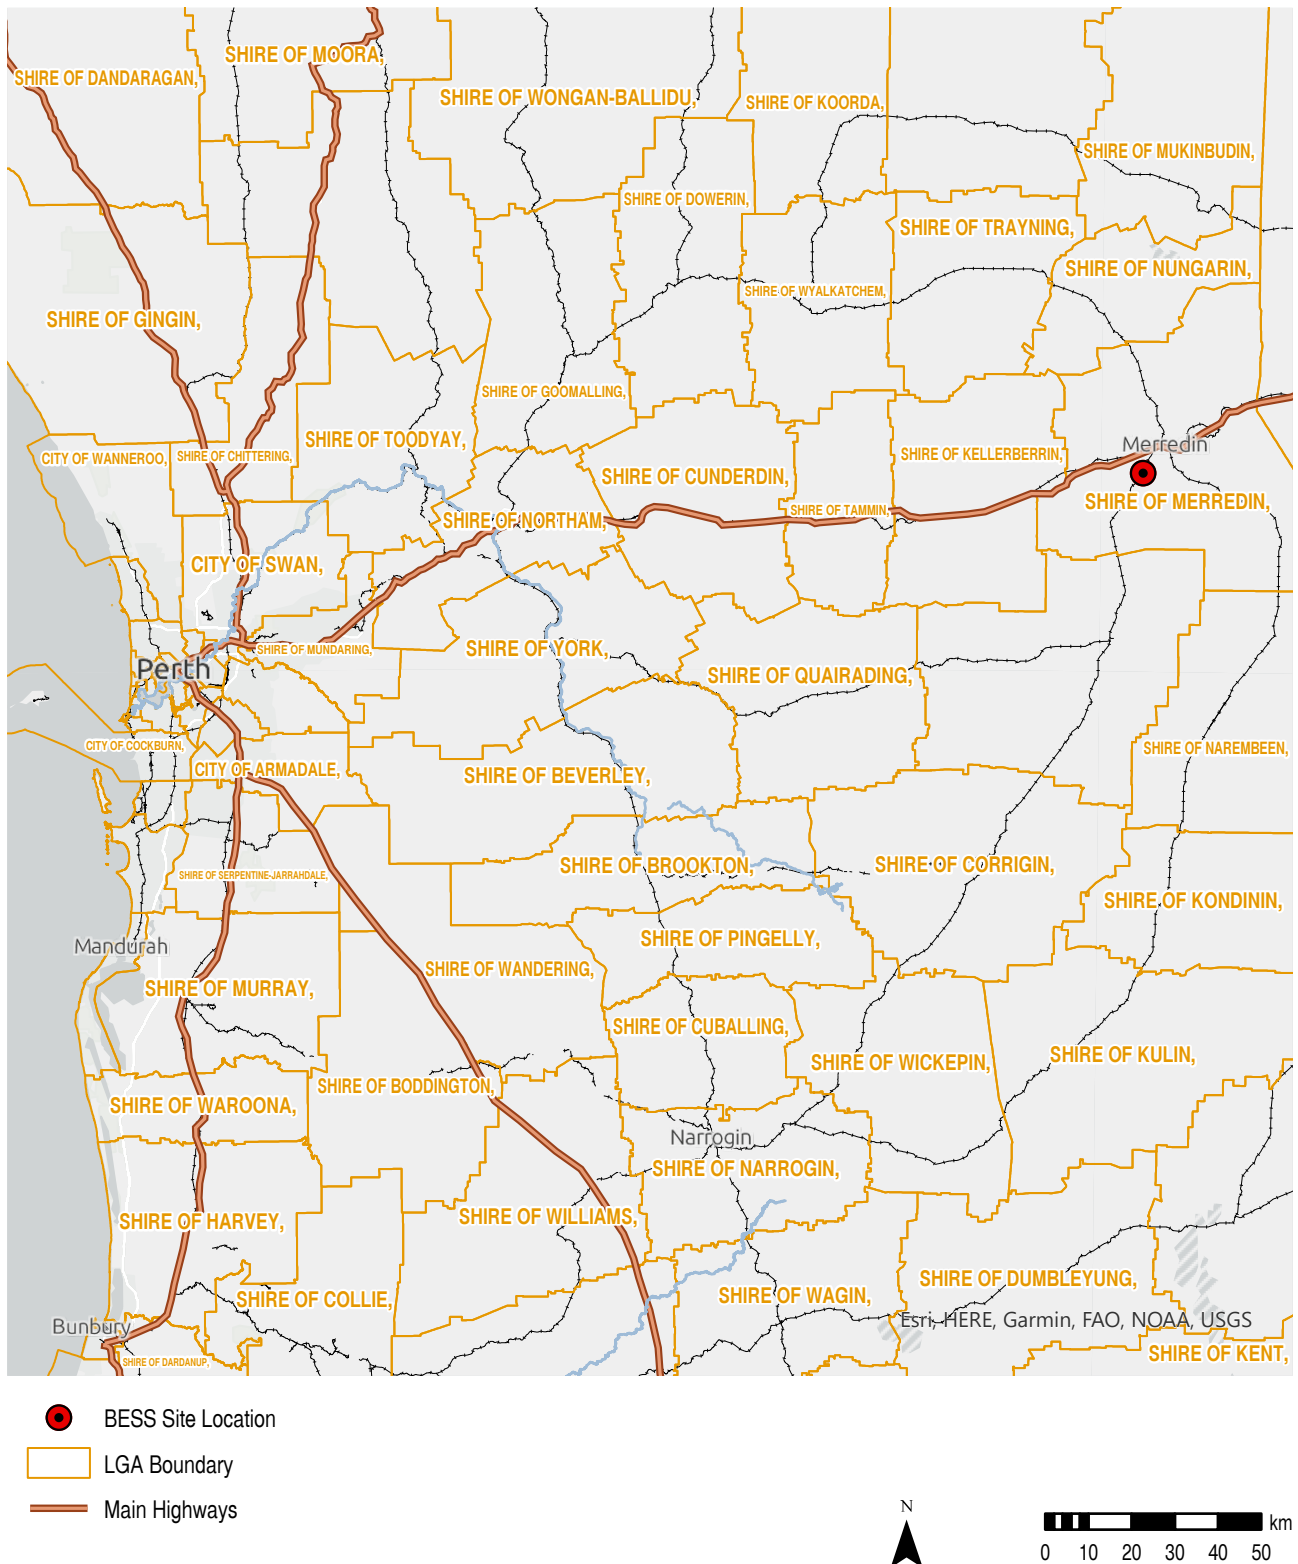 SHIRE OF MOORA,
SHIRE OF DANDARAGAN,
SHIRE OF WONGAN-BALLIDU,
SHIRE OF KOORDA,
SHIRE OF MUKINBUDIN,
SHIRE OF DOWERIN,
SHIRE OF TRAYNING,
SHIRE OF NUNGARIN,
SHIRE OF WYALKATCHEM,
SHIRE OF GINGIN,
SHIRE OF GOOMALLING,
SHIRE OF TOODYAY,
Merredin
CITY OF WANNEROO,
SHIRE OF CHITTERING,
SHIRE OF KELLERBERRIN,
SHIRE OF CUNDERDIN,
SHIRE OF MERREDIN,
SHIRE OF TAMMIN,
SHIRE OF NORTHAM,
CITY OF SWAN,
SHIRE OF MUNDARING,
SHIRE OF YORK,
Perth
SHIRE OF QUAIRADING,
CITY OF COCKBURN,
SHIRE OF NAREMBEEN,
CITY OF ARMADALE,
SHIRE OF BEVERLEY,
SHIRE OF BROOKTON,
SHIRE OF CORRIGIN,
SHIRE OF SERPENTINE-JARRAHDALE,
SHIRE OF KONDININ,
SHIRE OF PINGELLY,
Mandurah
SHIRE OF WANDERING,
SHIRE OF MURRAY,
SHIRE OF CUBALLING,
SHIRE OF KULIN,
SHIRE OF WICKEPIN,
SHIRE OF BODDINGTON,
SHIRE OF WAROONA,
Narrogin
SHIRE OF NARROGIN,
SHIRE OF WILLIAMS,
SHIRE OF HARVEY,
SHIRE OF DUMBLEYUNG,
SHIRE OF WAGIN,
SHIRE OF COLLIE,
Esri, HERE, Garmin, FAO, NOAA, USGS
Bunbury
SHIRE OF KENT,
SHIRE OF DARDANUP,
BESS Site Location
LGA Boundary
Main Highways
N
km
0 10 20 30 40 50